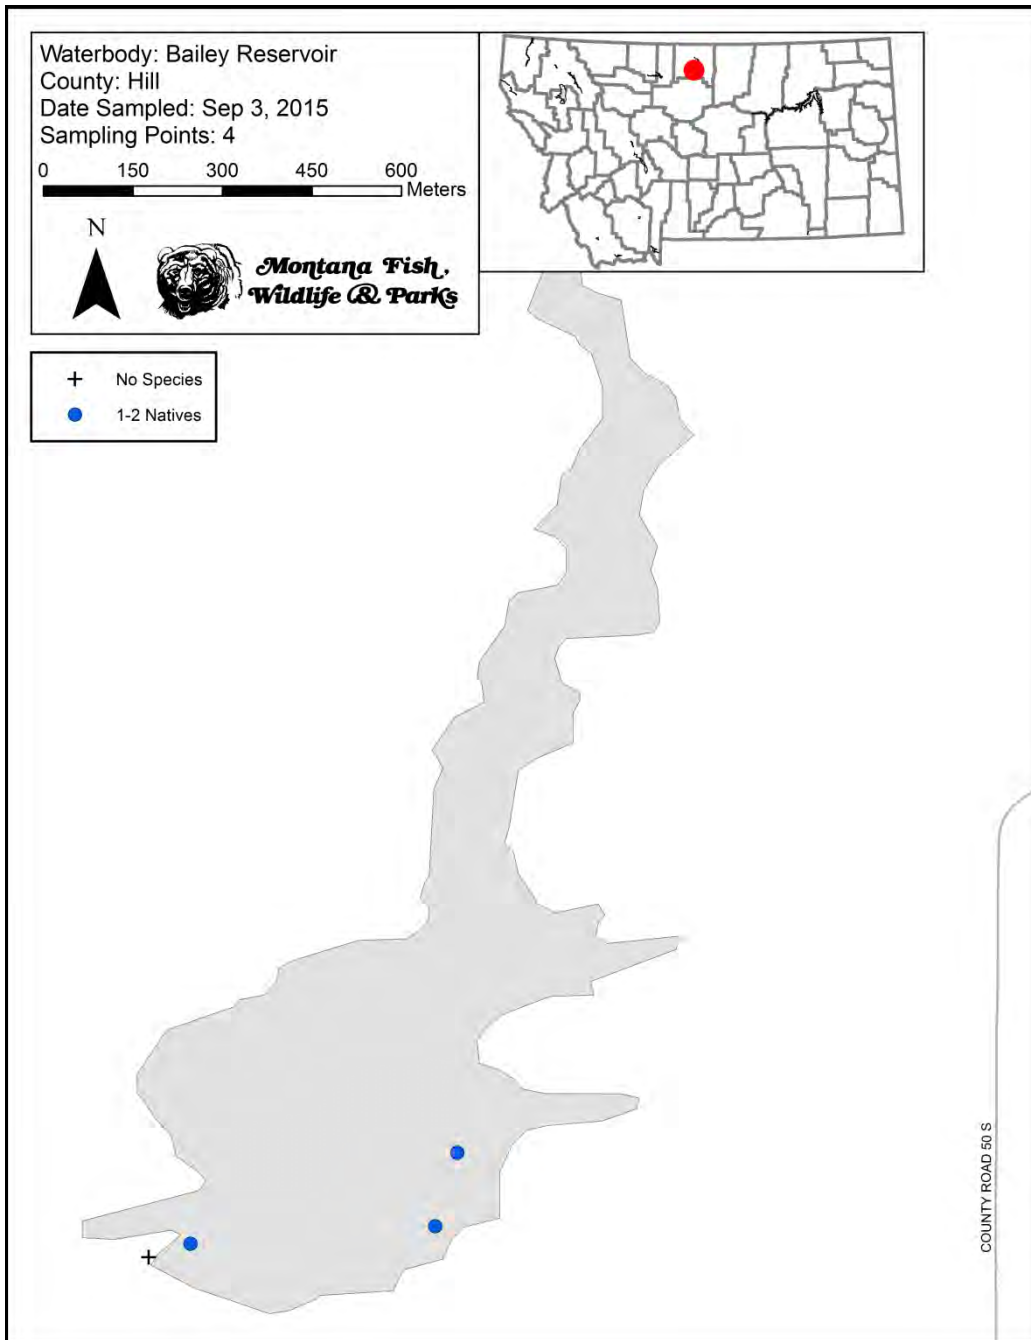 Waterbody: Bailey Reservoir
County: Hill
Date Sampled: Sep 3, 2015
Sampling Points: 4
0 150 300 450 600
Meters
N
Montana Fish,
Wildlife & Parks
No Species
1-2 Natives
COUNTY ROAD 50 S